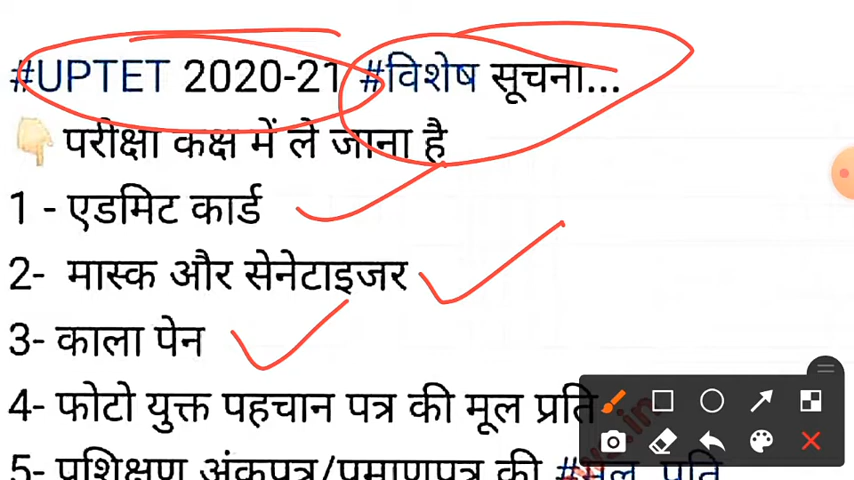 #UPTET 2020-21 #विशेष सूचना...
परीक्षा कक्ष में ले जाना है
1 - एडमिट कार्ड
2- मास्क और सेनेटाइजर
3- काला पेन
4- फोटो युक्त पहचान पत्र की मूल प्रति
5- प्रशिक्षण अंकपत्र/प्रमाणपत्र की #मूल प्रति